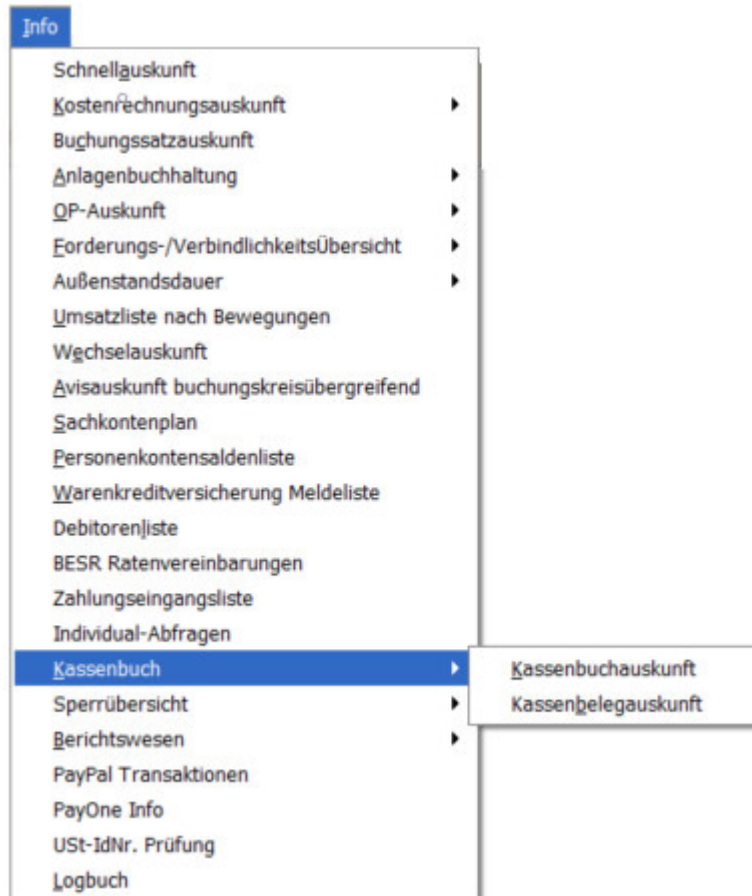 Info
Schnellauskunft
Kostenrechnungsauskunft
Buchungssatzauskunft
Anlagenbuchhaltung
OP-Auskunft
Forderungs-/VerbindlichkeitsÜbersicht
Außenstandsdauer
Umsatzliste nach Bewegungen
Wechselauskunft
Avisauskunft buchungskreisübergreifend
Sachkontenplan
Personenkontensaldenliste
Warenkreditversicherung Meldeliste
Debitorenliste
BESR Ratenvereinbarungen
Zahlungseingangsliste
Individual-Abfragen
Kassenbuch
Kassenbuchauskunft
Sperrübersicht
Kassenbelegauskunft
Berichtswesen
PayPal Transaktionen
PayOne Info
USt-IdNr. Prüfung
Logbuch